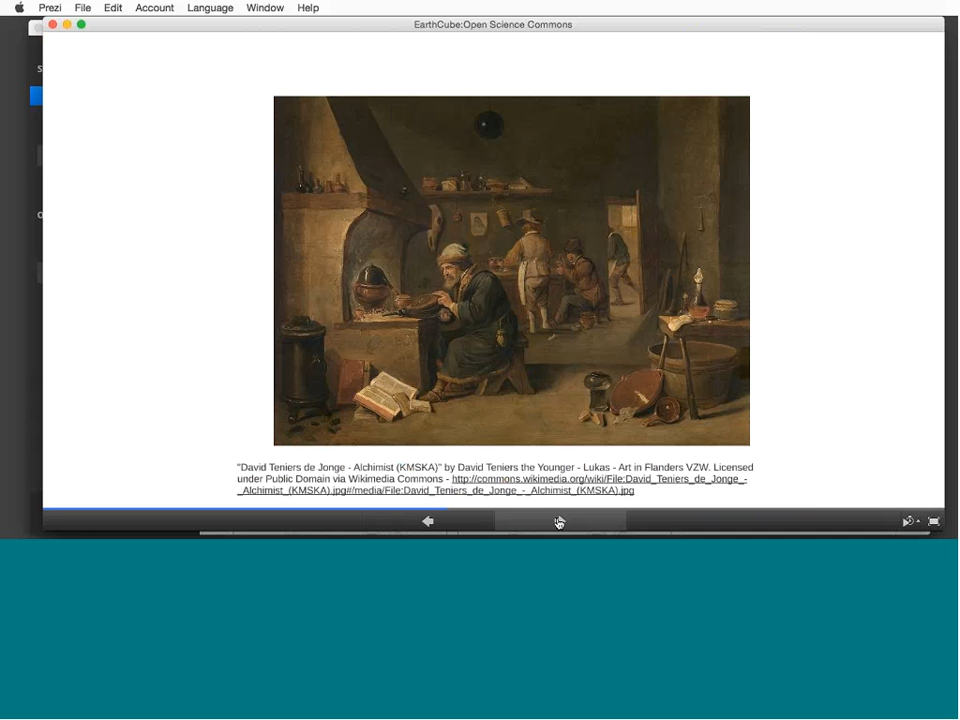 Prezi File Edit Account Language Window Help
EarthCube:Open Science Commons
"David Teniers de Jonge - Alchimist (KMSKA)" by David Teniers the Younger - Lukas - Art in Flanders VZW. Licensed
under Public Domain via Wikimedia Commons - http://commons.wikimedia.org/wiki/File:David_Teniers_de_Jonge_-
_Alchimist_(KMSKA).jpg#/media/File:David_Teniers_de_Jonge_-_Alchimist_(KMSKA).jpg